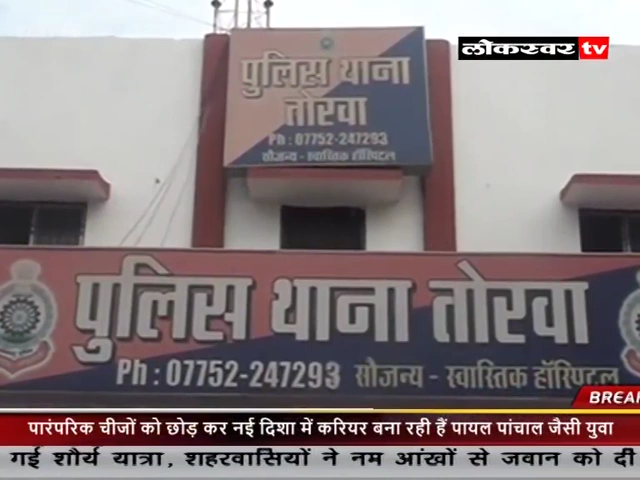 लोकस्वर tv
पुलिस थाना
तोरवा
Ph : 07752-247293
सौजन्य - स्वास्तिक हॉस्पिटल
पुलिस थाना तोरवा
Ph : 07752-247293 सौजन्य - स्वास्तिक हॉस्पिटल
BREA
पारंपरिक चीजों को छोड़ कर नई दिशा में करियर बना रही हैं पायल पांचाल जैसी युवा
गई शौर्य यात्रा, शहरवासियों ने नम आंखों से जवान को दी